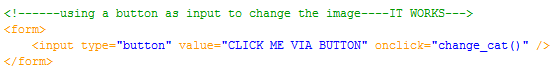 <!------using a button as input to change the image----IT WORKS--->
<form>
    <input type="button" value="CLICK ME VIA BUTTON" onclick="change_cat()" />
</form>